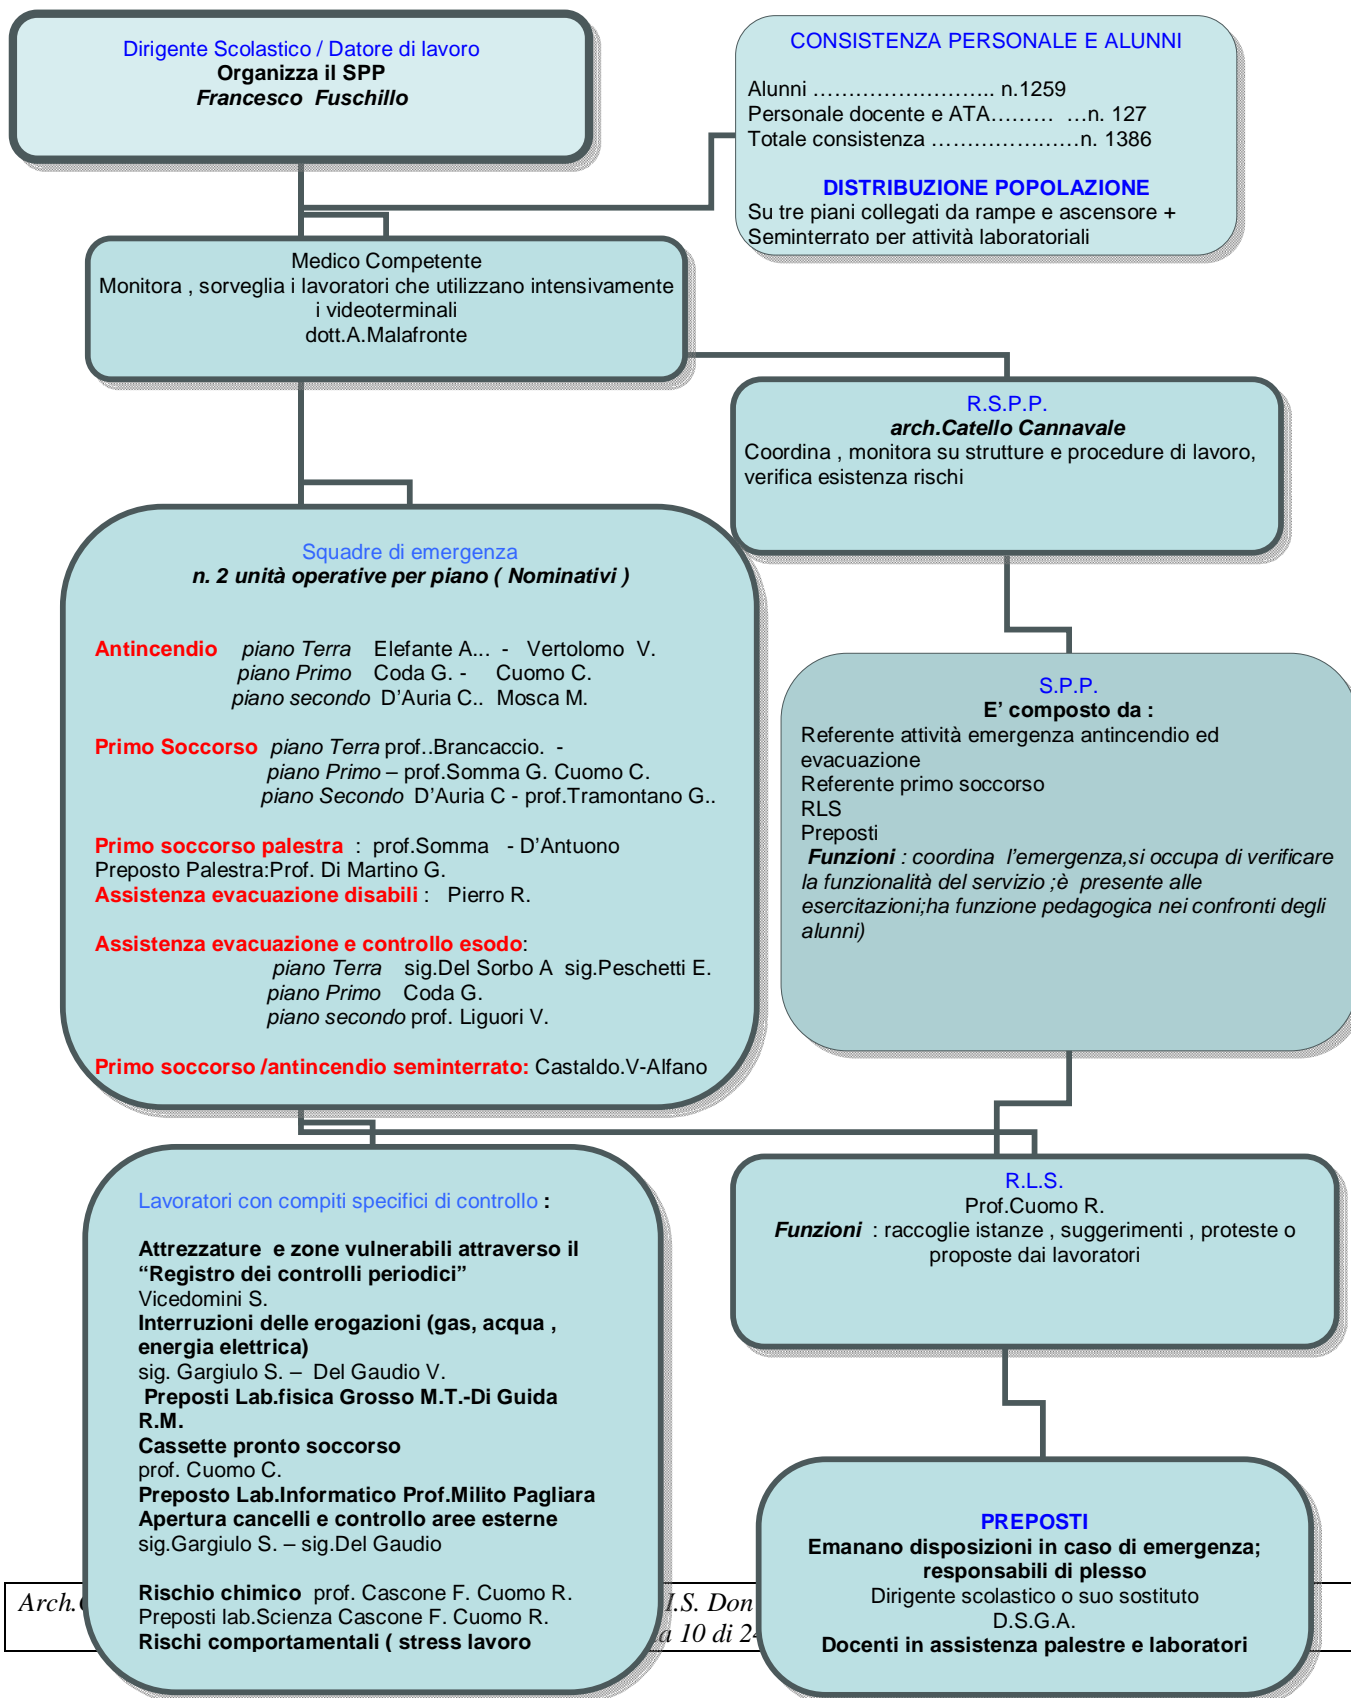 Dirigente Scolastico / Datore di lavoro
Organizza il SPP
Francesco Fuschillo
CONSISTENZA PERSONALE E ALUNNI
Alunni …………………….. n.1259
Personale docente e ATA……… …n. 127
Totale consistenza …………………n. 1386
DISTRIBUZIONE POPOLAZIONE
Su tre piani collegati da rampe e ascensore +
Seminterrato per attività laboratoriali
Medico Competente
Monitora , sorveglia i lavoratori che utilizzano intensivamente
i videoterminali
dott.A.Malafronte
R.S.P.P.
arch.Catello Cannavale
Coordina , monitora su strutture e procedure di lavoro,
verifica esistenza rischi
Squadre di emergenza
n. 2 unità operative per piano ( Nominativi )
Antincendio piano Terra Elefante A... - Vertolomo V.
piano Primo Coda G. - Cuomo C.
piano secondo D'Auria C.. Mosca M.
Primo Soccorso piano Terra prof..Brancaccio. -
piano Primo – prof.Somma G. Cuomo C.
piano Secondo D'Auria C - prof.Tramontano G..
Primo soccorso palestra : prof.Somma - D'Antuono
Preposto Palestra:Prof. Di Martino G.
Assistenza evacuazione disabili : Pierro R.
Assistenza evacuazione e controllo esodo:
piano Terra sig.Del Sorbo A sig.Peschetti E.
piano Primo Coda G.
piano secondo prof. Liguori V.
Primo soccorso /antincendio seminterrato: Castaldo.V-Alfano
S.P.P.
E' composto da :
Referente attività emergenza antincendio ed
evacuazione
Referente primo soccorso
RLS
Preposti
Funzioni : coordina l'emergenza,si occupa di verificare
la funzionalità del servizio ;è presente alle
esercitazioni;ha funzione pedagogica nei confronti degli
alunni)
Lavoratori con compiti specifici di controllo :
Attrezzature e zone vulnerabili attraverso il
“Registro dei controlli periodici”
Vicedomini S.
Interruzioni delle erogazioni (gas, acqua ,
energia elettrica)
sig. Gargiulo S. – Del Gaudio V.
Preposti Lab.fisica Grosso M.T.-Di Guida
R.M.
Cassette pronto soccorso
prof. Cuomo C.
Preposto Lab.Informatico Prof.Milito Pagliara
Apertura cancelli e controllo aree esterne
sig.Gargiulo S. – sig.Del Gaudio
Rischio chimico prof. Cascone F. Cuomo R.
Preposti lab.Scienza Cascone F. Cuomo R.
Rischi comportamentali ( stress lavoro
R.L.S.
Prof.Cuomo R.
Funzioni : raccoglie istanze , suggerimenti , proteste o
proposte dai lavoratori
PREPOSTI
Emanano disposizioni in caso di emergenza;
responsabili di plesso
Dirigente scolastico o suo sostituto
D.S.G.A.
Docenti in assistenza palestre e laboratori
Arch. I.S. Don
10 di 24